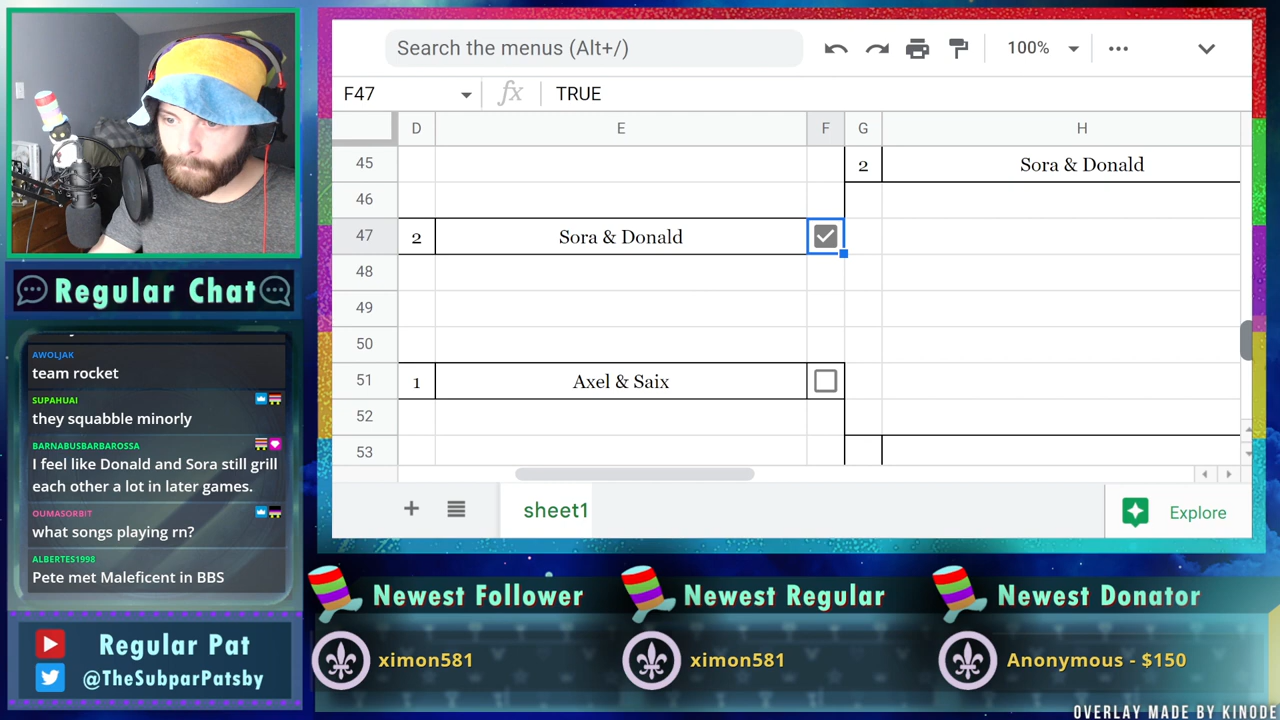 Search the menus (Alt+/)
100%
F47
fx
TRUE
D
E
F
G
H
45
2
Sora & Donald
46
47
2
Sora & Donald
48
49
50
51
1
Axel & Saix
52
53
sheet1
Explore
Regular Chat
AWOLJAK
team rocket
SUPAHUAI
they squabble minorly
BARNABUSBARBAROSSA
I feel like Donald and Sora still grill
each other a lot in later games.
OUMASORBIT
what songs playing rn?
ALBERTES1998
Pete met Maleficent in BBS
Regular Pat
@TheSubparPatsby
Newest Follower
ximon581
Newest Regular
ximon581
Newest Donator
Anonymous - $150
OVERLAY MADE BY KINODE